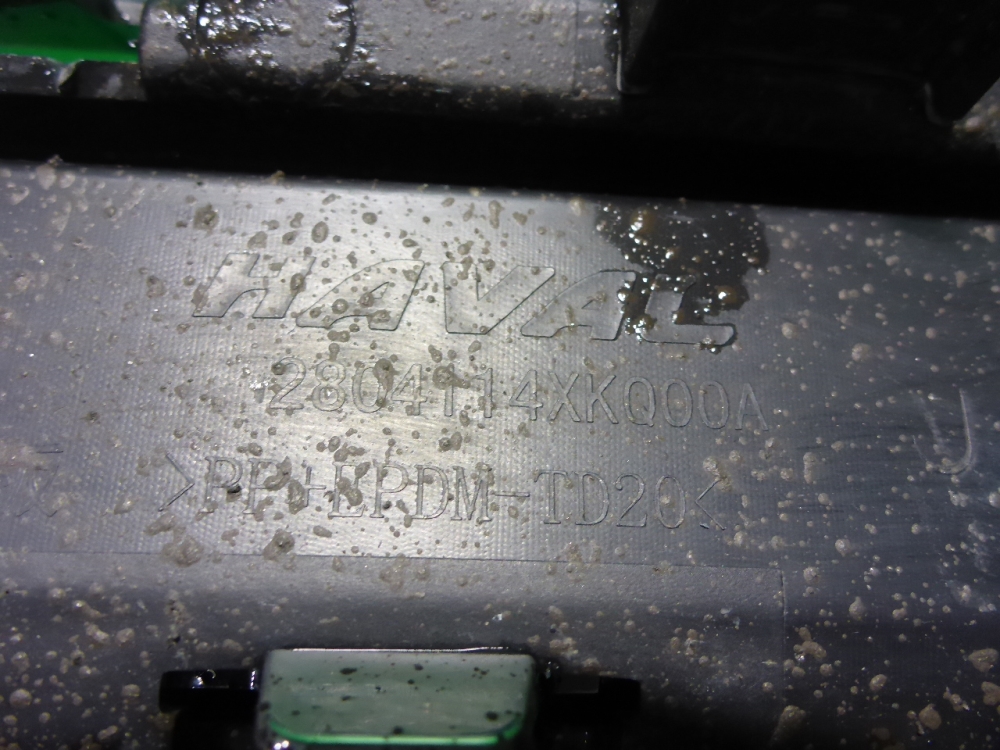 HAVAL
2804114XKQ00A
>PP+EPDM-TD20<